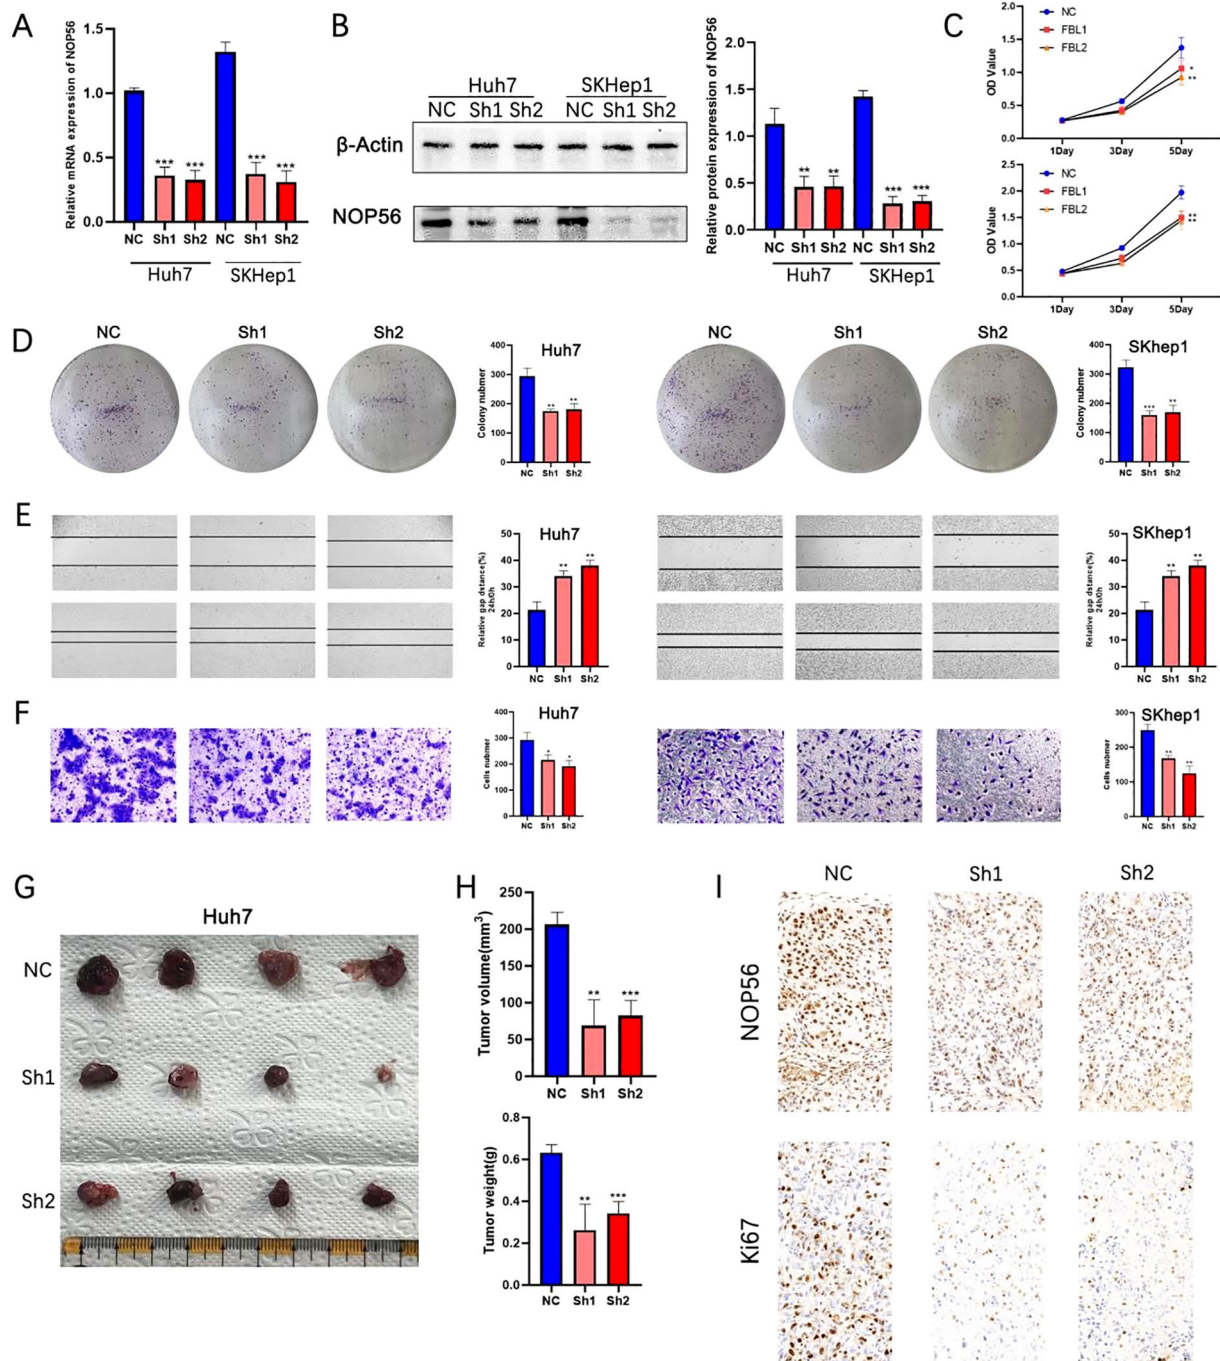 A
Relative mRNA expression of NOP56
1.5
1.0
0.5
0.0
*** *** *** ***
NC Sh1 Sh2 NC Sh1 Sh2
Huh7 SKHep1
B
Huh7 SKHep1
NC Sh1 Sh2 NC Sh1 Sh2
β-Actin
NOP56
Relative protein expression of NOP56
2.0
1.5
1.0
0.5
0.0
** ** *** ***
NC Sh1 Sh2 NC Sh1 Sh2
Huh7 SKHep1
C
OD Value
2.0
1.5
1.0
0.5
0.0
NC
FBL1
FBL2
*
**
1Day 3Day 5Day
OD Value
2.5
2.0
1.5
1.0
0.5
0.0
NC
FBL1
FBL2
**
**
1Day 3Day 5Day
D
NC Sh1 Sh2
Huh7
Colony nubmer
400
300
200
100
0
** **
NC Sh1 Sh2
NC Sh1 Sh2
SKhep1
Colony nubmer
400
300
200
100
0
*** **
NC Sh1 Sh2
E
Huh7
Relative gap dstance(%)
24h/0h
50
40
30
20
10
0
** **
NC Sh1 Sh2
SKhep1
Relative gap dstance(%)
24h/0h
50
40
30
20
10
0
** **
NC Sh1 Sh2
F
Huh7
Cells nubmer
400
300
200
100
0
* *
NC Sh1 Sh2
SKhep1
Cells nubmer
300
200
100
0
** **
NC Sh1 Sh2
G
Huh7
NC
Sh1
Sh2
H
Tumor volume(mm3)
250
200
150
100
50
0
** ***
NC Sh1 Sh2
Tumor weight(g)
0.8
0.6
0.4
0.2
0.0
** ***
NC Sh1 Sh2
I
NC Sh1 Sh2
NOP56
Ki67